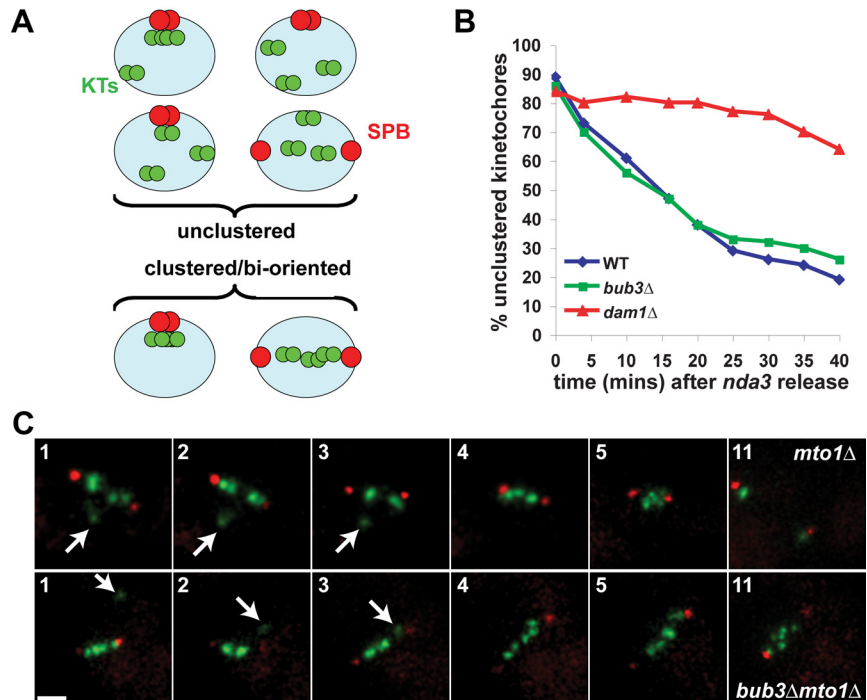 A
KTs
SPB
unclustered
clustered/bi-oriented
B
% unclustered kinetochores
100
90
80
70
60
50
40
30
20
10
0
WT
bub3Δ
dam1Δ
0 5 10 15 20 25 30 35 40
time (mins) after nda3 release
C
1 2 3 4 5 11
mto1Δ
1 2 3 4 5 11
bub3Δmto1Δ